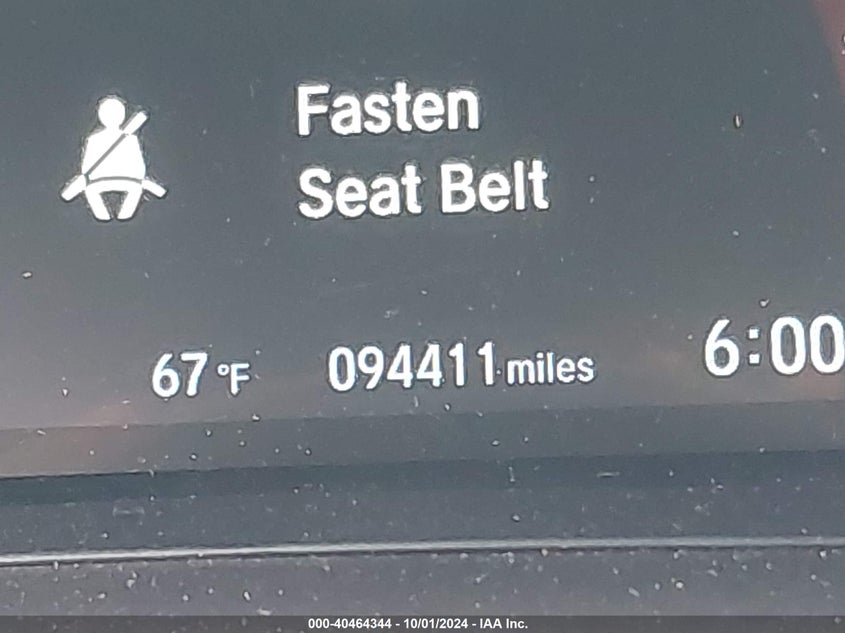 Fasten
Seat Belt
67 °F 094411 miles 6:00
000-40464344 - 10/01/2024 - IAA Inc.